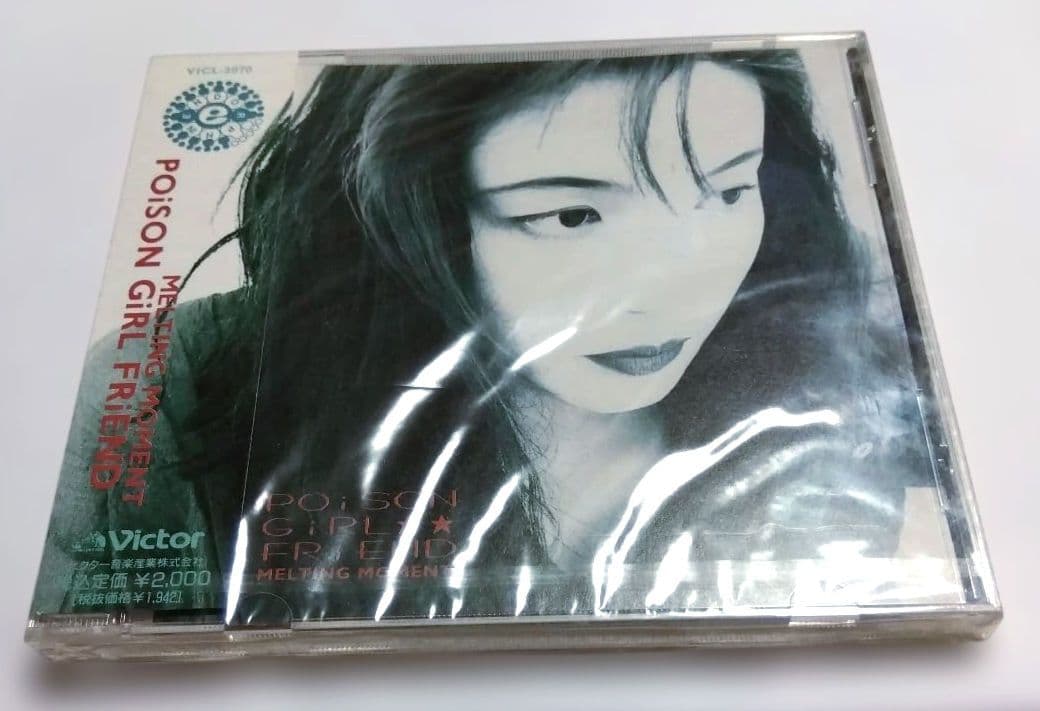 VICL-3970
e
POiSON GiRL FRiEND
MELTING MOMENT
Victor
ビクター音楽産業株式会社
税込定価 ¥2,000
[税抜価格¥1,942]
POiSON
GiRL★★
FRiEND
MELTING MOMENT